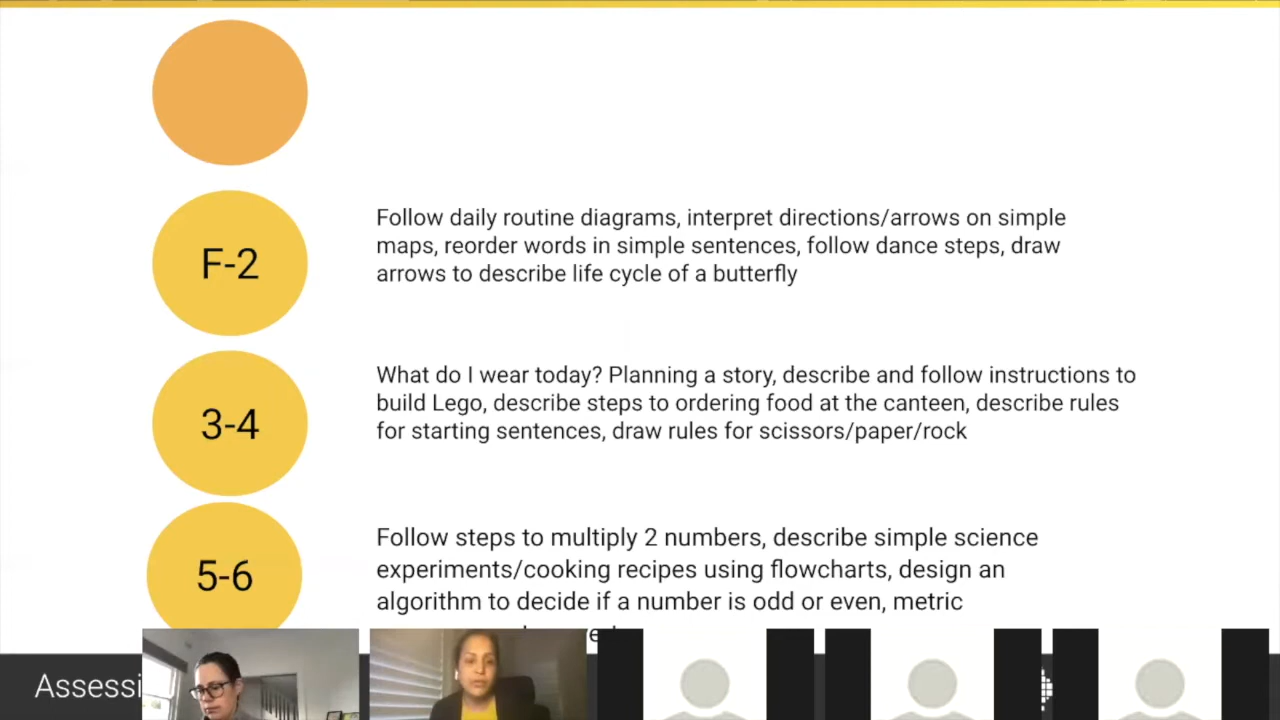 F-2
Follow daily routine diagrams, interpret directions/arrows on simple
maps, reorder words in simple sentences, follow dance steps, draw
arrows to describe life cycle of a butterfly
3-4
What do I wear today? Planning a story, describe and follow instructions to
build Lego, describe steps to ordering food at the canteen, describe rules
for starting sentences, draw rules for scissors/paper/rock
5-6
Follow steps to multiply 2 numbers, describe simple science
experiments/cooking recipes using flowcharts, design an
algorithm to decide if a number is odd or even, metric
Assessi